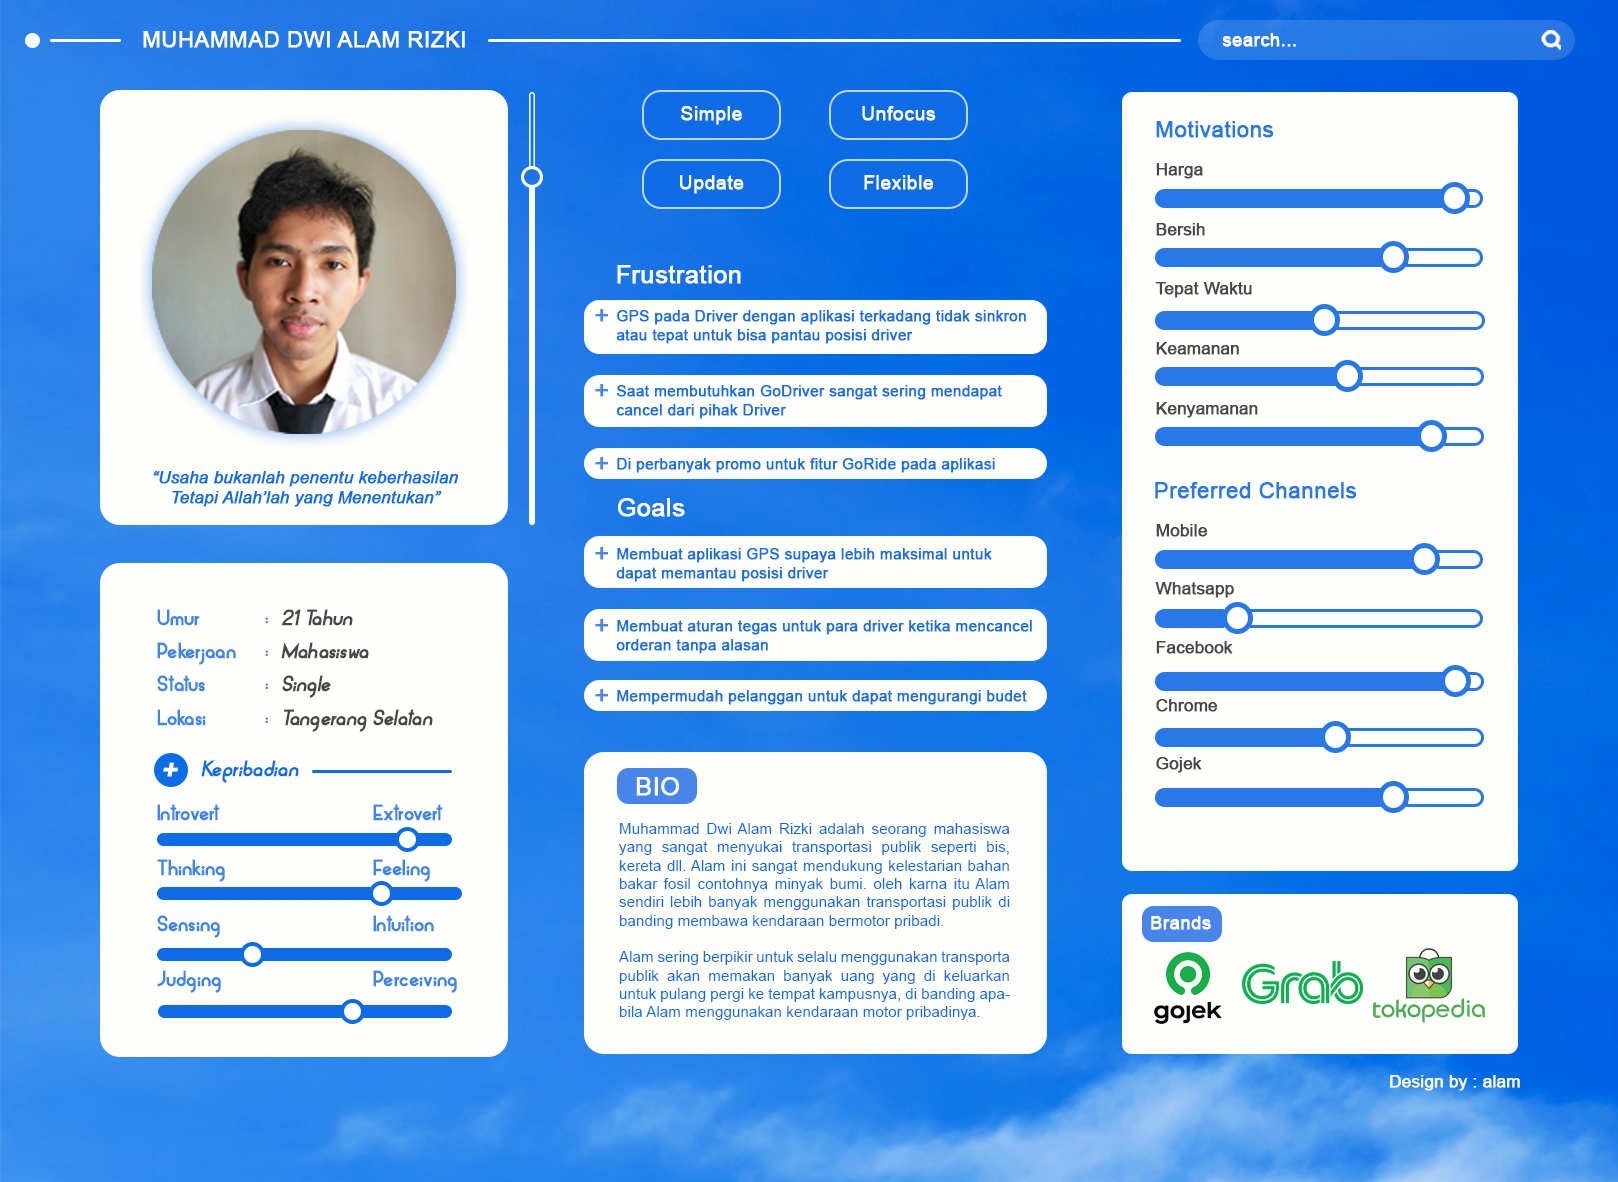 MUHAMMAD DWI ALAM RIZKI
search...
“Usaha bukanlah penentu keberhasilan
Tetapi Allah’lah yang Menentukan”
Umur : 21 Tahun
Pekerjaan : Mahasiswa
Status : Single
Lokasi : Tangerang Selatan
+ Kepribadian
Introvert Extrovert
Thinking Feeling
Sensing Intuition
Judging Perceiving
Simple Unfocus
Update Flexible
Frustration
+ GPS pada Driver dengan aplikasi terkadang tidak sinkron
atau tepat untuk bisa pantau posisi driver
+ Saat membutuhkan GoDriver sangat sering mendapat
cancel dari pihak Driver
+ Di perbanyak promo untuk fitur GoRide pada aplikasi
Goals
+ Membuat aplikasi GPS supaya lebih maksimal untuk
dapat memantau posisi driver
+ Membuat aturan tegas untuk para driver ketika mencancel
orderan tanpa alasan
+ Mempermudah pelanggan untuk dapat mengurangi budet
BIO
Muhammad Dwi Alam Rizki adalah seorang mahasiswa
yang sangat menyukai transportasi publik seperti bis,
kereta dll. Alam ini sangat mendukung kelestarian bahan
bakar fosil contohnya minyak bumi. oleh karna itu Alam
sendiri lebih banyak menggunakan transportasi publik di
banding membawa kendaraan bermotor pribadi.
Alam sering berpikir untuk selalu menggunakan transporta
publik akan memakan banyak uang yang di keluarkan
untuk pulang pergi ke tempat kampusnya, di banding apa-
bila Alam menggunakan kendaraan motor pribadinya.
Motivations
Harga
Bersih
Tepat Waktu
Keamanan
Kenyamanan
Preferred Channels
Mobile
Whatsapp
Facebook
Chrome
Gojek
Brands
gojek
Grab
tokopedia
Design by : alam